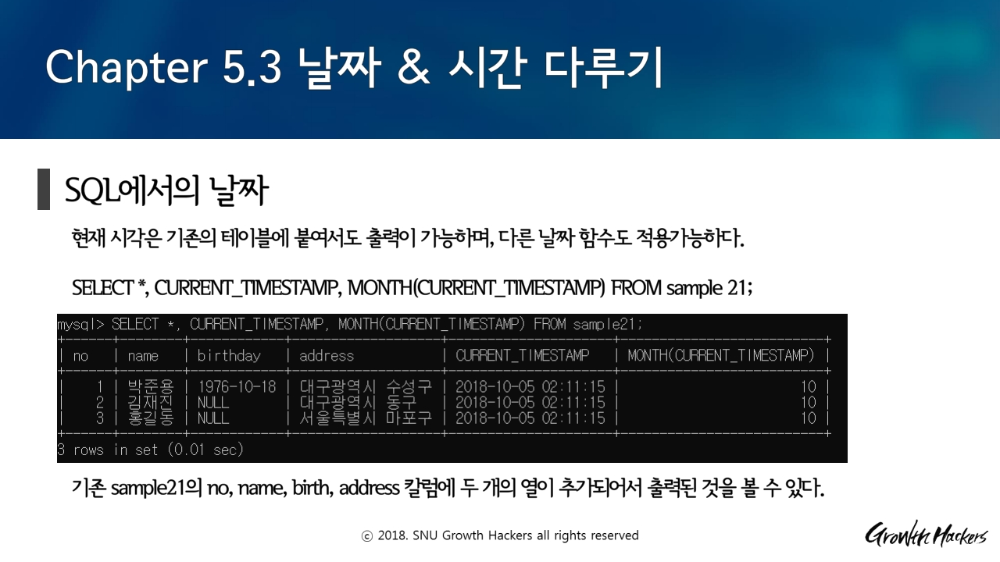 Chapter 5.3 날짜 & 시간 다루기
SQL에서의 날짜
현재 시각은 기존의 테이블에 붙여서도 출력이 가능하며, 다른 날짜 함수도 적용가능하다.
SELECT *, CURRENT_TIMESTAMP, MONTH(CURRENT_TIMESTAMP) FROM sample 21;
mysql> SELECT *, CURRENT_TIMESTAMP, MONTH(CURRENT_TIMESTAMP) FROM sample21;
| no | name | birthday | address | CURRENT_TIMESTAMP | MONTH(CURRENT_TIMESTAMP) |
| 1 | 박준용 | 1976-10-18 | 대구광역시 수성구 | 2018-10-05 02:11:15 | 10 |
| 2 | 김재진 | NULL | 대구광역시 동구 | 2018-10-05 02:11:15 | 10 |
| 3 | 홍길동 | NULL | 서울특별시 마포구 | 2018-10-05 02:11:15 | 10 |
3 rows in set (0.01 sec)
기존 sample21의 no, name, birth, address 칼럼에 두 개의 열이 추가되어서 출력된 것을 볼 수 있다.
ⓒ 2018. SNU Growth Hackers all rights reserved
Growth Hackers